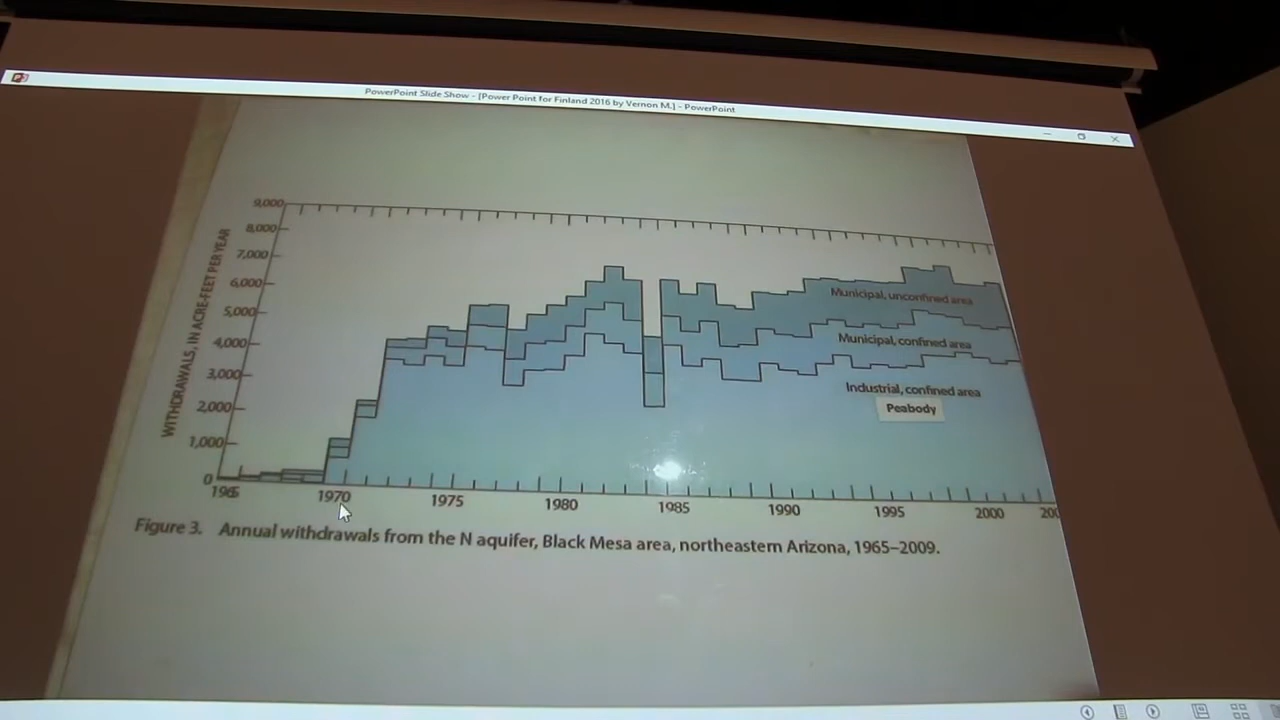 PowerPoint Slide Show - [Power Point for Finland 2016 by Vernon M.] - PowerPoint
WITHDRAWALS, IN ACRE-FEET PER YEAR
9,000
8,000
7,000
6,000
5,000
4,000
3,000
2,000
1,000
0
Municipal, unconfined area
Municipal, confined area
Industrial, confined area
Peabody
1965
1970
1975
1980
1985
1990
1995
2000
Figure 3. Annual withdrawals from the N aquifer, Black Mesa area, northeastern Arizona, 1965–2009.